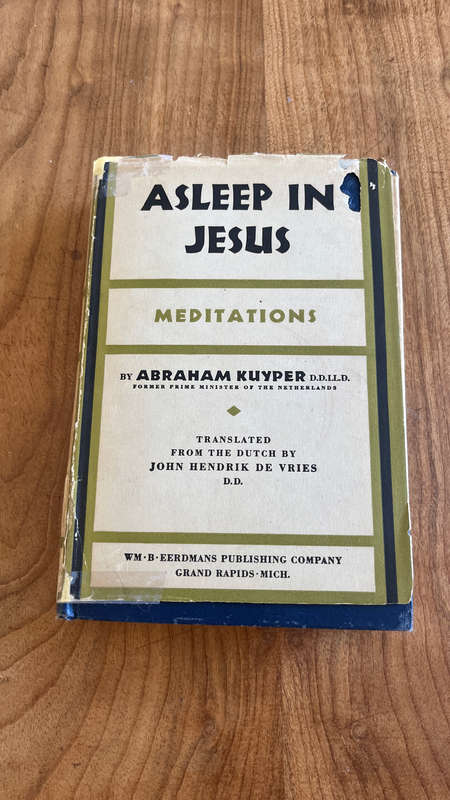 ASLEEP IN
JESUS
MEDITATIONS
BY ABRAHAM KUYPER D.D.LL.D.
FORMER PRIME MINISTER OF THE NETHERLANDS
TRANSLATED
FROM THE DUTCH BY
JOHN HENDRIK DE VRIES
D.D.
WM·B·EERDMANS PUBLISHING COMPANY
GRAND RAPIDS·MICH.